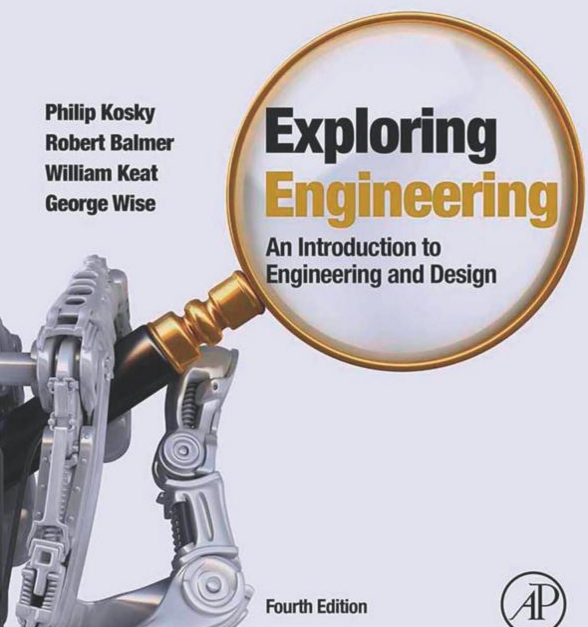 Philip Kosky
Robert Balmer
William Keat
George Wise
Exploring
Engineering
An Introduction to
Engineering and Design
Fourth Edition
AP